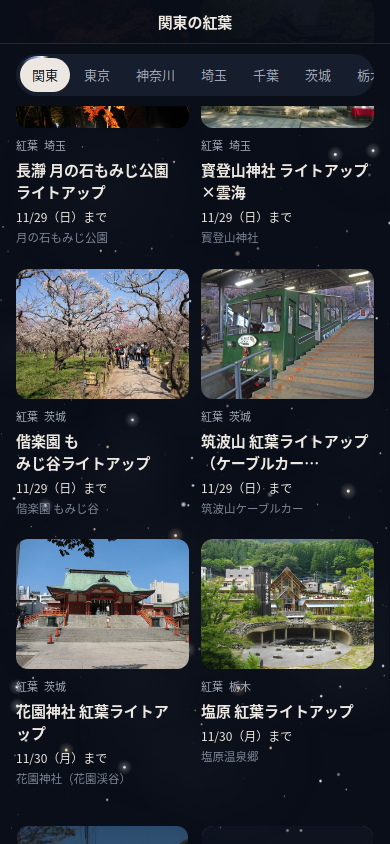 関東の紅葉
関東 東京 神奈川 埼玉 千葉 茨城 栃木
紅葉 埼玉
長瀞 月の石もみじ公園
ライトアップ
11/29（日）まで
月の石もみじ公園
紅葉 埼玉
寳登山神社 ライトアップ
×雲海
11/29（日）まで
寳登山神社
紅葉 茨城
偕楽園 も
みじ谷ライトアップ
11/29（日）まで
偕楽園 もみじ谷
紅葉 茨城
筑波山 紅葉ライトアップ
（ケーブルカー…
11/29（日）まで
筑波山ケーブルカー
紅葉 茨城
花園神社 紅葉ライトア
ップ
11/30（月）まで
花園神社（花園渓谷）
紅葉 栃木
塩原 紅葉ライトアップ
11/30（月）まで
塩原温泉郷